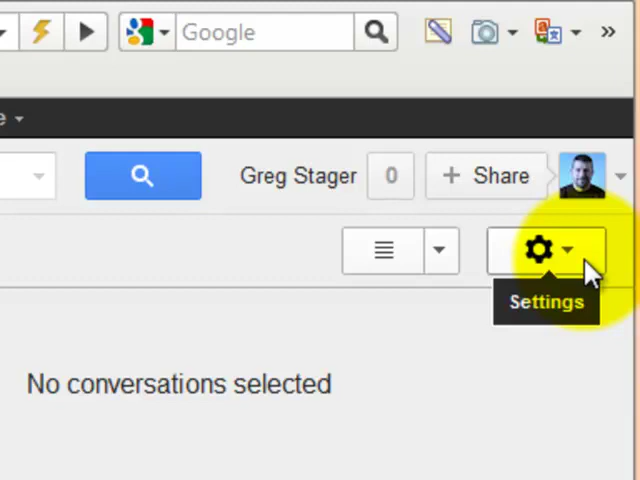 Google
e
Greg Stager
0
+ Share
Settings
No conversations selected